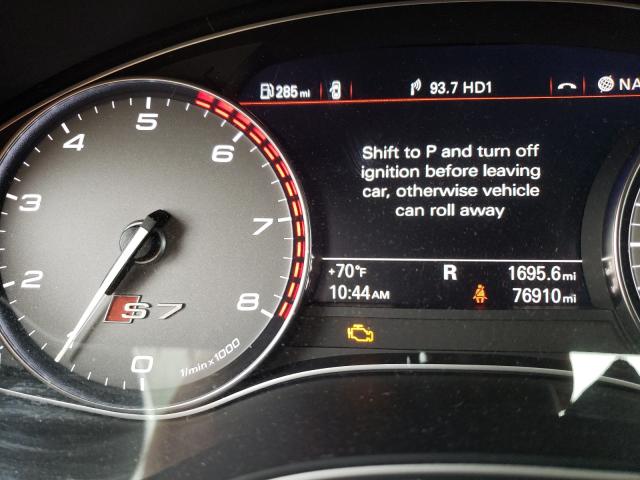 285 mi
93.7 HD1
NA
Shift to P and turn off
ignition before leaving
car, otherwise vehicle
can roll away
+70°F R 1695.6 mi
10:44 AM 76910 mi
0
1
2
3
4
5
6
7
8
S7
1/min x 1000